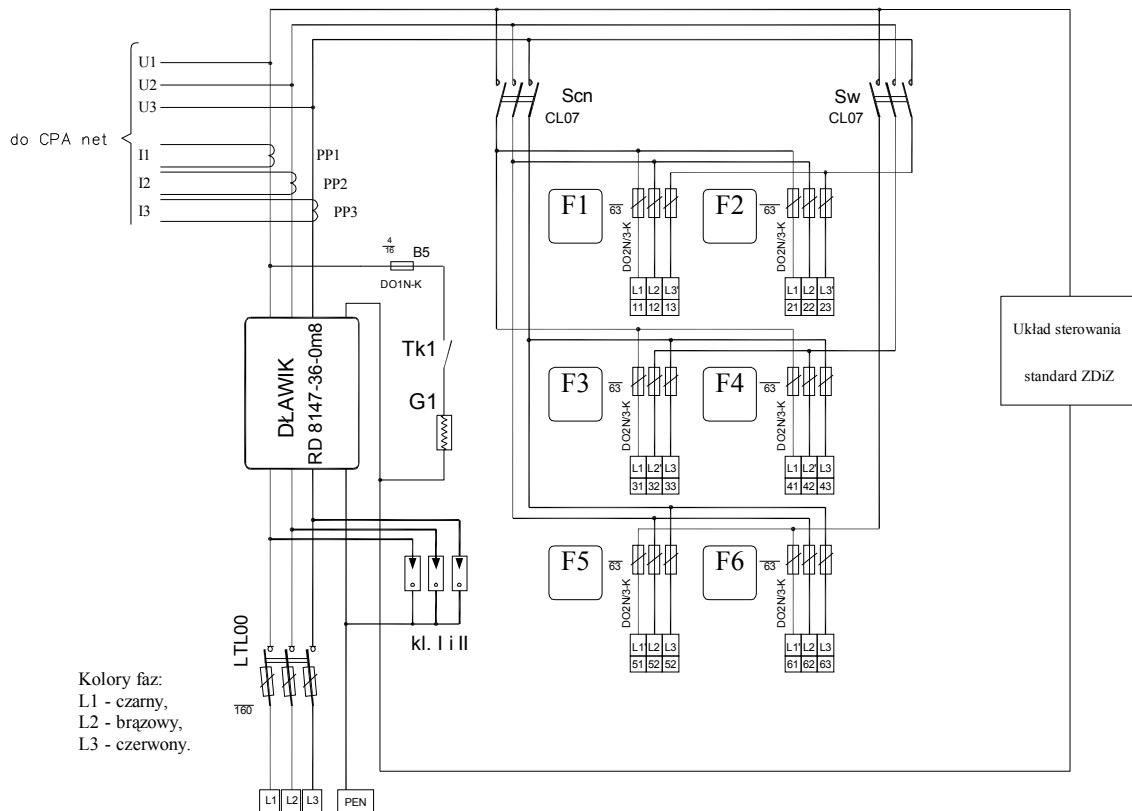 do CPA net
U1
U2
U3
I1
I2
I3
PP1
PP2
PP3
Scn
CL07
Sw
CL07
4
16
B5
DO1N-K
Tk1
G1
DŁAWIK
RD 8147-36-0m8
F1
63
DO2N/3-K
L1 L2 L3'
11 12 13
F2
63
DO2N/3-K
L1 L2 L3'
21 22 23
F3
63
DO2N/3-K
L1 L2' L3
31 32 33
F4
63
DO2N/3-K
L1 L2' L3
41 42 43
F5
63
DO2N/3-K
L1' L2 L3
51 52 52
F6
63
DO2N/3-K
L1' L2 L3
61 62 63
Układ sterowania
standard ZDiZ
kl. I i II
LTL00
160
Kolory faz:
L1 - czarny,
L2 - brązowy,
L3 - czerwony.
L1 L2 L3 PEN